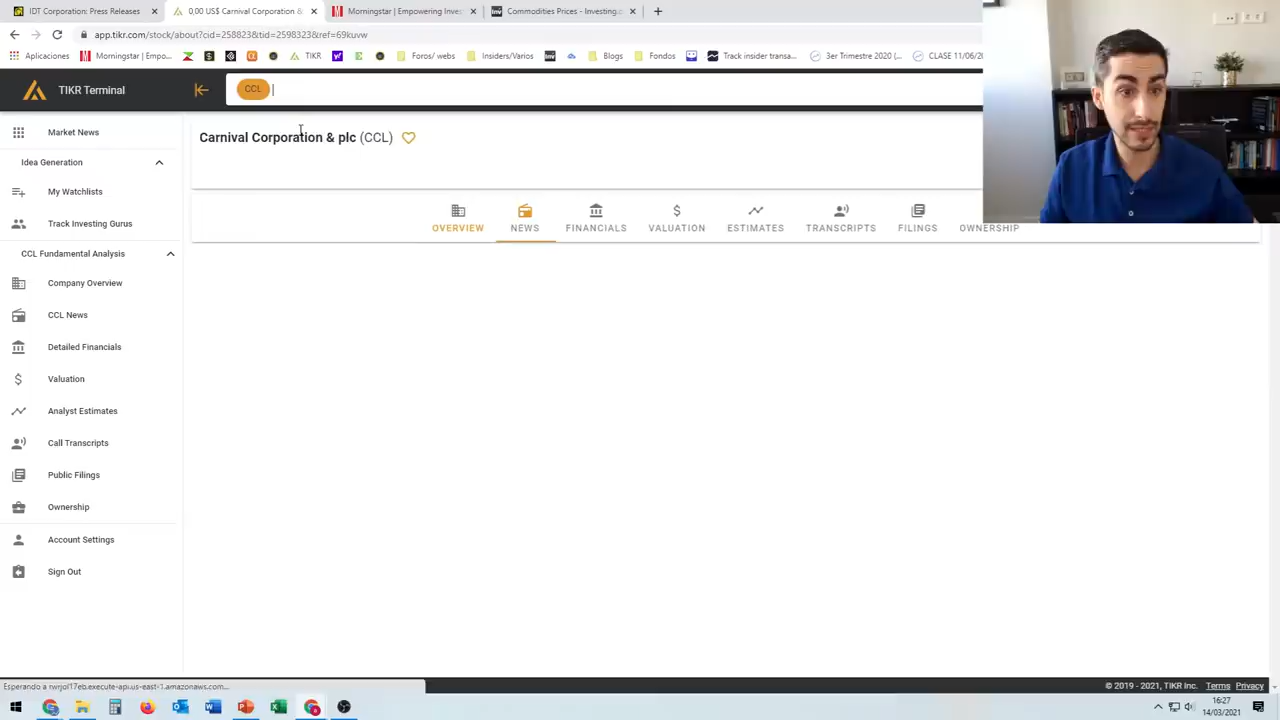 IDT Corporation: Press Releases
0,00 US$ Carnival Corporation &
Morningstar | Empowering Inves
Commodities Prices - Investing.c
app.tikr.com/stock/about?cid=258823&tid=2598323&ref=69kuvw
Aplicaciones
Morningstar | Empo...
TIKR
Foros/ webs
Insiders/Varios
Blogs
Fondos
Track insider transa...
3er Trimestre 2020 (...
CLASE 11/06/20
TIKR Terminal
CCL
Carnival Corporation & plc (CCL)
Market News
Idea Generation
My Watchlists
Track Investing Gurus
CCL Fundamental Analysis
Company Overview
CCL News
Detailed Financials
Valuation
Analyst Estimates
Call Transcripts
Public Filings
Ownership
Account Settings
Sign Out
OVERVIEW
NEWS
FINANCIALS
VALUATION
ESTIMATES
TRANSCRIPTS
FILINGS
OWNERSHIP
© 2019 - 2021, TIKR Inc. Terms Privacy
16:27
14/03/2021